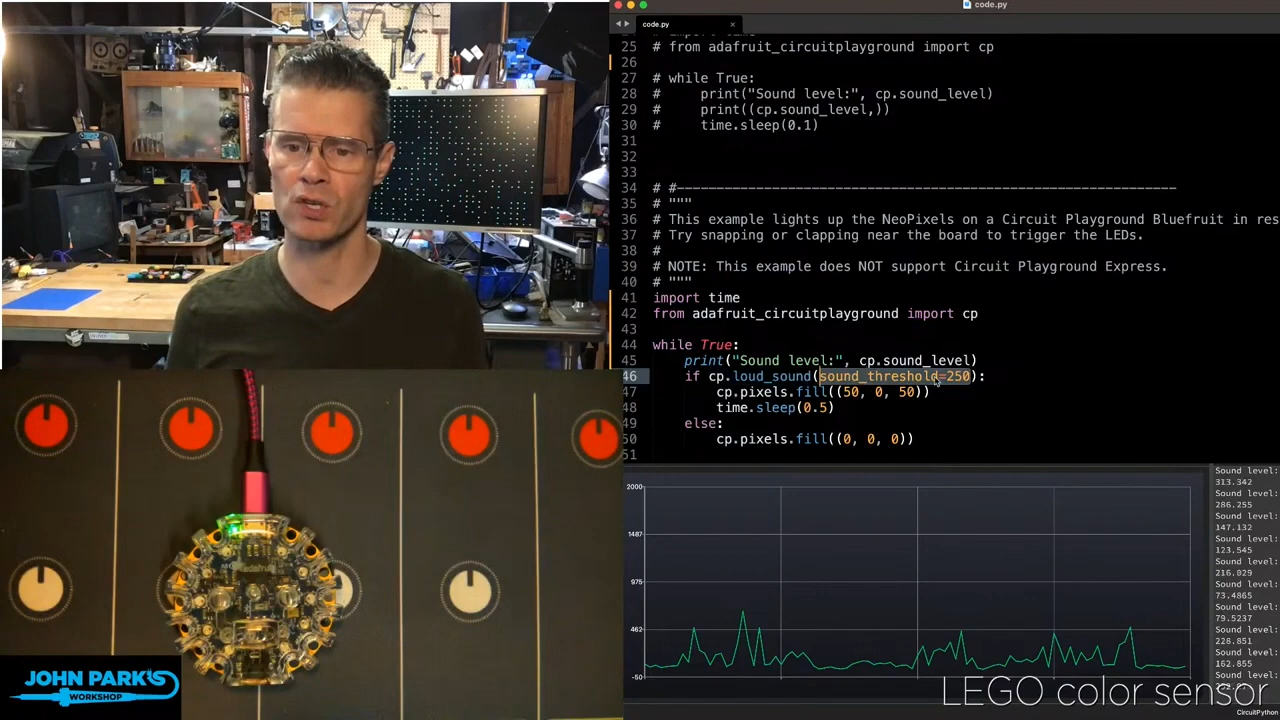 code.py
code.py
25 # from adafruit_circuitplayground import cp
26
27 # while True:
28 #     print("Sound level:", cp.sound_level)
29 #     print((cp.sound_level,))
30 #     time.sleep(0.1)
31
32
33
34 # #----------------------------------------------------------------
35 # """
36 # This example lights up the NeoPixels on a Circuit Playground Bluefruit in res
37 # Try snapping or clapping near the board to trigger the LEDs.
38 #
39 # NOTE: This example does NOT support Circuit Playground Express.
40 # """
41 import time
42 from adafruit_circuitplayground import cp
43
44 while True:
45     print("Sound level:", cp.sound_level)
46     if cp.loud_sound(sound_threshold=250):
47         cp.pixels.fill((50, 0, 50))
48         time.sleep(0.5)
49     else:
50         cp.pixels.fill((0, 0, 0))
51
2000
1487
975
462
-50
Sound level:
313.342
Sound level:
286.255
Sound level:
147.132
Sound level:
123.545
Sound level:
216.029
Sound level:
73.4865
Sound level:
79.5237
Sound level:
228.851
Sound level:
162.855
Sound level:
JOHN PARK'S
WORKSHOP
LEGO color sensor
CircuitPython